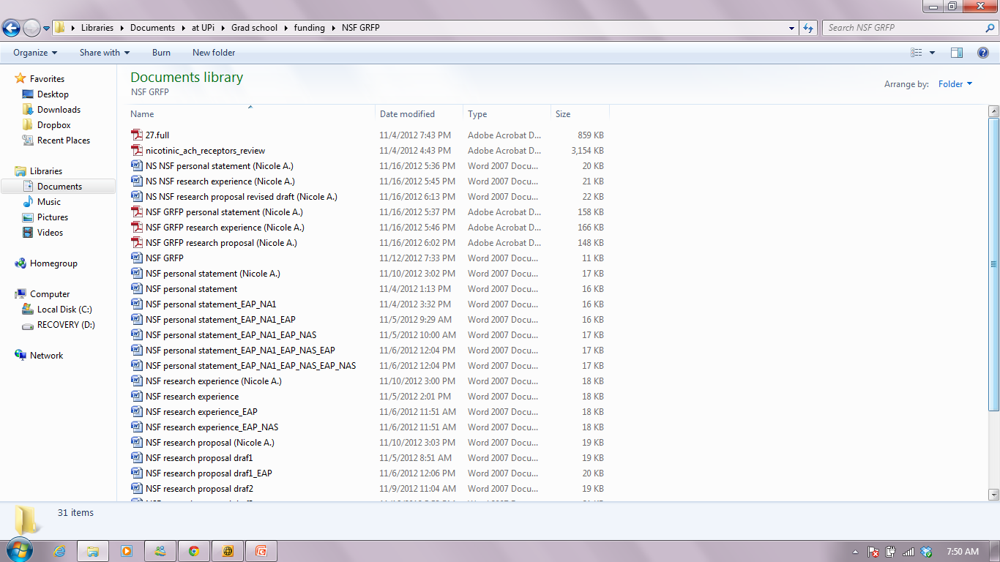 Libraries Documents at UPi Grad school funding NSF GRFP Search NSF GRFP
Organize Share with Burn New folder
Favorites
Desktop
Downloads
Dropbox
Recent Places
Libraries
Documents
Music
Pictures
Videos
Homegroup
Computer
Local Disk (C:)
RECOVERY (D:)
Network
Documents library
NSF GRFP
Arrange by: Folder
Name Date modified Type Size
27.full 11/4/2012 7:43 PM Adobe Acrobat D... 859 KB
nicotinic_ach_receptors_review 11/4/2012 4:43 PM Adobe Acrobat D... 3,154 KB
NS NSF personal statement (Nicole A.) 11/16/2012 5:36 PM Word 2007 Docu... 20 KB
NS NSF research experience (Nicole A.) 11/16/2012 5:45 PM Word 2007 Docu... 21 KB
NS NSF research proposal revised draft (Nicole A.) 11/16/2012 6:13 PM Word 2007 Docu... 22 KB
NSF GRFP personal statement (Nicole A.) 11/16/2012 5:37 PM Adobe Acrobat D... 158 KB
NSF GRFP research experience (Nicole A.) 11/16/2012 5:46 PM Adobe Acrobat D... 166 KB
NSF GRFP research proposal (Nicole A.) 11/16/2012 6:02 PM Adobe Acrobat D... 148 KB
NSF GRFP 11/12/2012 7:33 PM Word 2007 Docu... 11 KB
NSF personal statement (Nicole A.) 11/10/2012 3:02 PM Word 2007 Docu... 17 KB
NSF personal statement 11/4/2012 1:13 PM Word 2007 Docu... 16 KB
NSF personal statement_EAP_NA1 11/4/2012 3:32 PM Word 2007 Docu... 16 KB
NSF personal statement_EAP_NA1_EAP 11/5/2012 9:29 AM Word 2007 Docu... 16 KB
NSF personal statement_EAP_NA1_EAP_NAS 11/5/2012 10:00 AM Word 2007 Docu... 17 KB
NSF personal statement_EAP_NA1_EAP_NAS_EAP 11/6/2012 12:04 PM Word 2007 Docu... 17 KB
NSF personal statement_EAP_NA1_EAP_NAS_EAP_NAS 11/6/2012 12:04 PM Word 2007 Docu... 17 KB
NSF research experience (Nicole A.) 11/10/2012 3:00 PM Word 2007 Docu... 18 KB
NSF research experience 11/5/2012 2:01 PM Word 2007 Docu... 18 KB
NSF research experience_EAP 11/6/2012 11:51 AM Word 2007 Docu... 18 KB
NSF research experience_EAP_NAS 11/6/2012 11:51 AM Word 2007 Docu... 18 KB
NSF research proposal (Nicole A.) 11/10/2012 3:03 PM Word 2007 Docu... 19 KB
NSF research proposal draf1 11/5/2012 8:51 AM Word 2007 Docu... 19 KB
NSF research proposal draf1_EAP 11/6/2012 12:06 PM Word 2007 Docu... 20 KB
NSF research proposal draf2 11/9/2012 11:04 AM Word 2007 Docu... 19 KB
31 items
7:50 AM